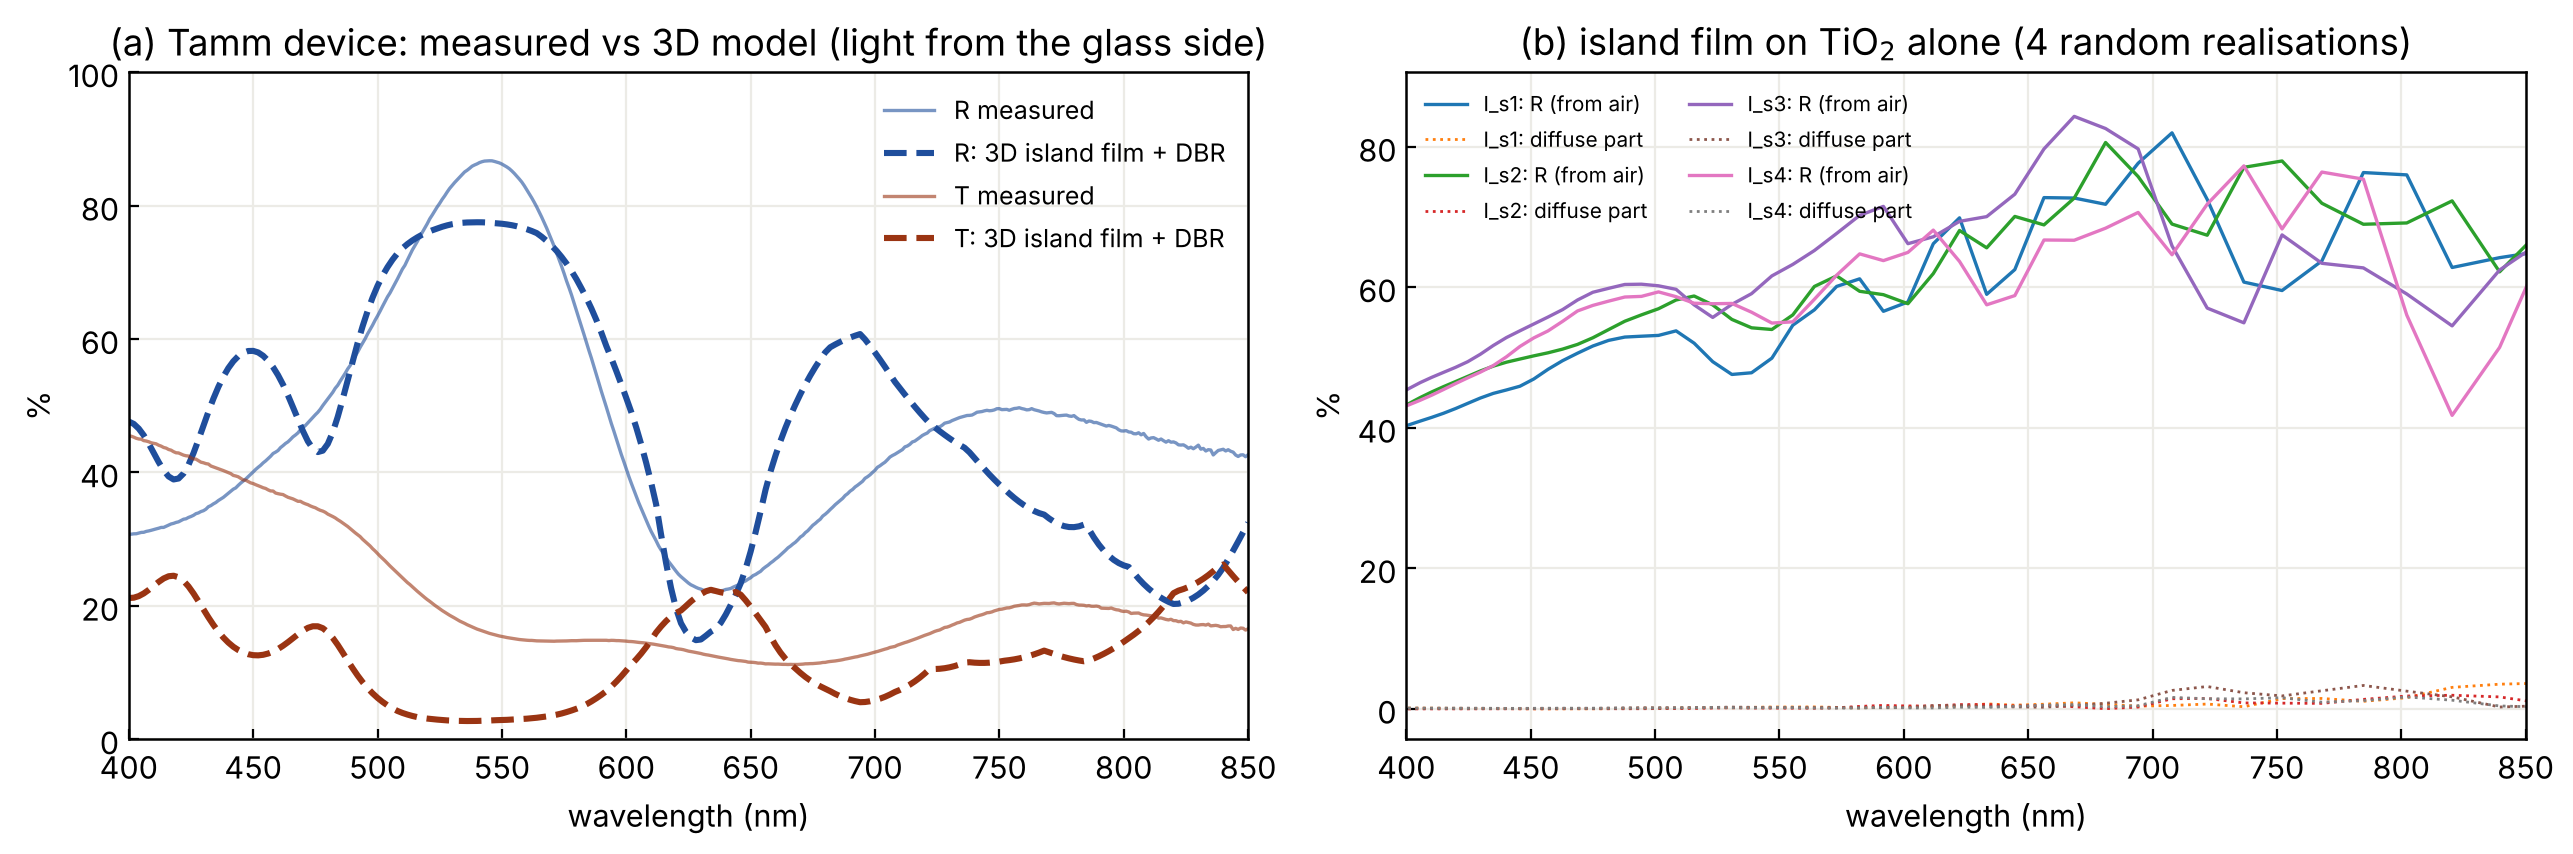 (a) Tamm device: measured vs 3D model (light from the glass side)
100
80
60
40
20
0
%
400 450 500 550 600 650 700 750 800 850
wavelength (nm)
R measured
R: 3D island film + DBR
T measured
T: 3D island film + DBR
(b) island film on TiO₂ alone (4 random realisations)
80
60
40
20
0
%
400 450 500 550 600 650 700 750 800 850
wavelength (nm)
I_s1: R (from air)
I_s1: diffuse part
I_s2: R (from air)
I_s2: diffuse part
I_s3: R (from air)
I_s3: diffuse part
I_s4: R (from air)
I_s4: diffuse part